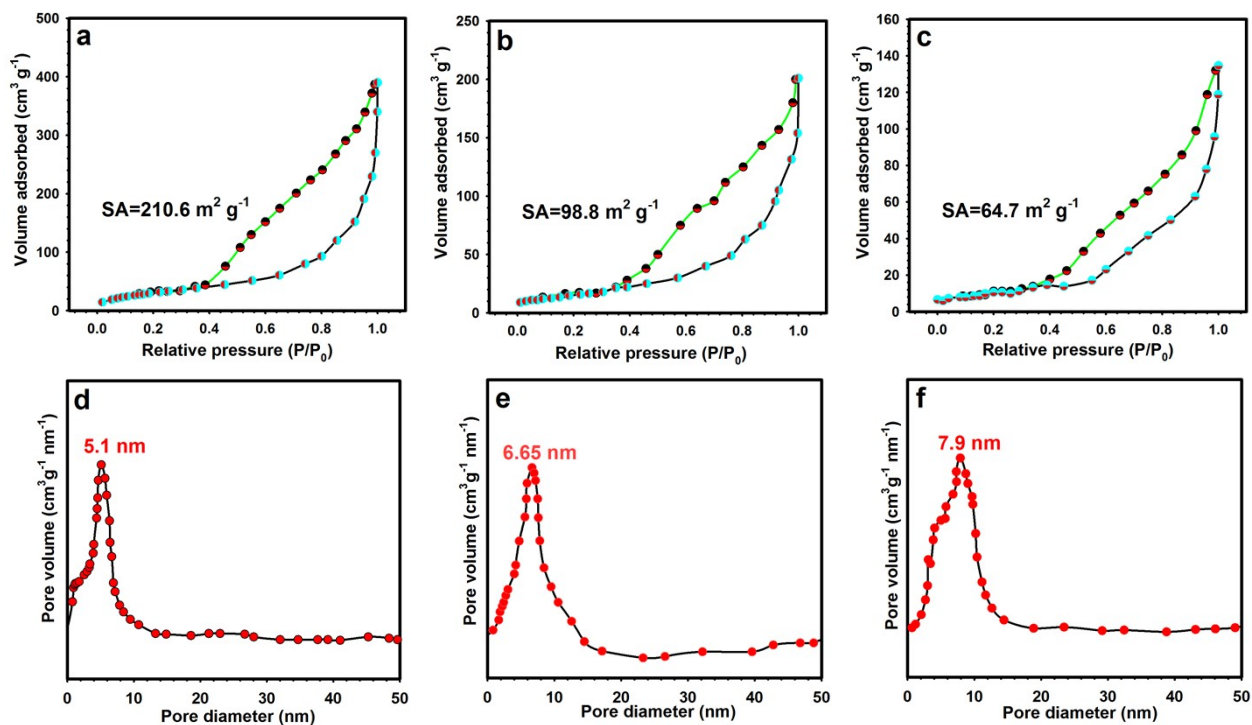 a
500
400
300
200
100
0
Volume adsorbed (cm³ g⁻¹)
SA=210.6 m² g⁻¹
0.0 0.2 0.4 0.6 0.8 1.0
Relative pressure (P/P₀)
b
250
200
150
100
50
0
Volume adsorbed (cm³ g⁻¹)
SA=98.8 m² g⁻¹
0.0 0.2 0.4 0.6 0.8 1.0
Relative pressure (P/P₀)
c
160
140
120
100
80
60
40
20
0
Volume adsorbed (cm³ g⁻¹)
SA=64.7 m² g⁻¹
0.0 0.2 0.4 0.6 0.8 1.0
Relative pressure (P/P₀)
d
5.1 nm
Pore volume (cm³g⁻¹ nm⁻¹)
0 10 20 30 40 50
Pore diameter (nm)
e
6.65 nm
Pore volume (cm³g⁻¹ nm⁻¹)
0 10 20 30 40 50
Pore diameter (nm)
f
7.9 nm
Pore volume (cm³g⁻¹ nm⁻¹)
0 10 20 30 40 50
Pore diameter (nm)